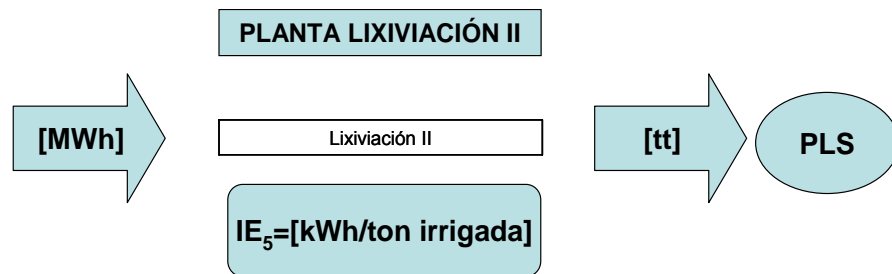 PLANTA LIXIVIACIÓN II
[MWh]
Lixiviación II
[tt]
PLS
IE₅=[kWh/ton irrigada]